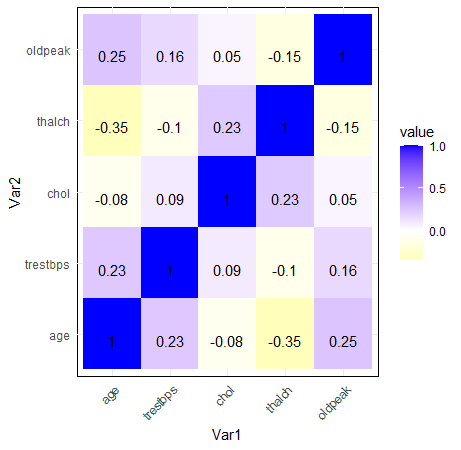 oldpeak 0.25 0.16 0.05 -0.15 1
thalch -0.35 -0.1 0.23 1 -0.15
chol -0.08 0.09 1 0.23 0.05
trestbps 0.23 1 0.09 -0.1 0.16
age 1 0.23 -0.08 -0.35 0.25
age trestbps chol thalch oldpeak
Var1
Var2
value
1.0
0.5
0.0